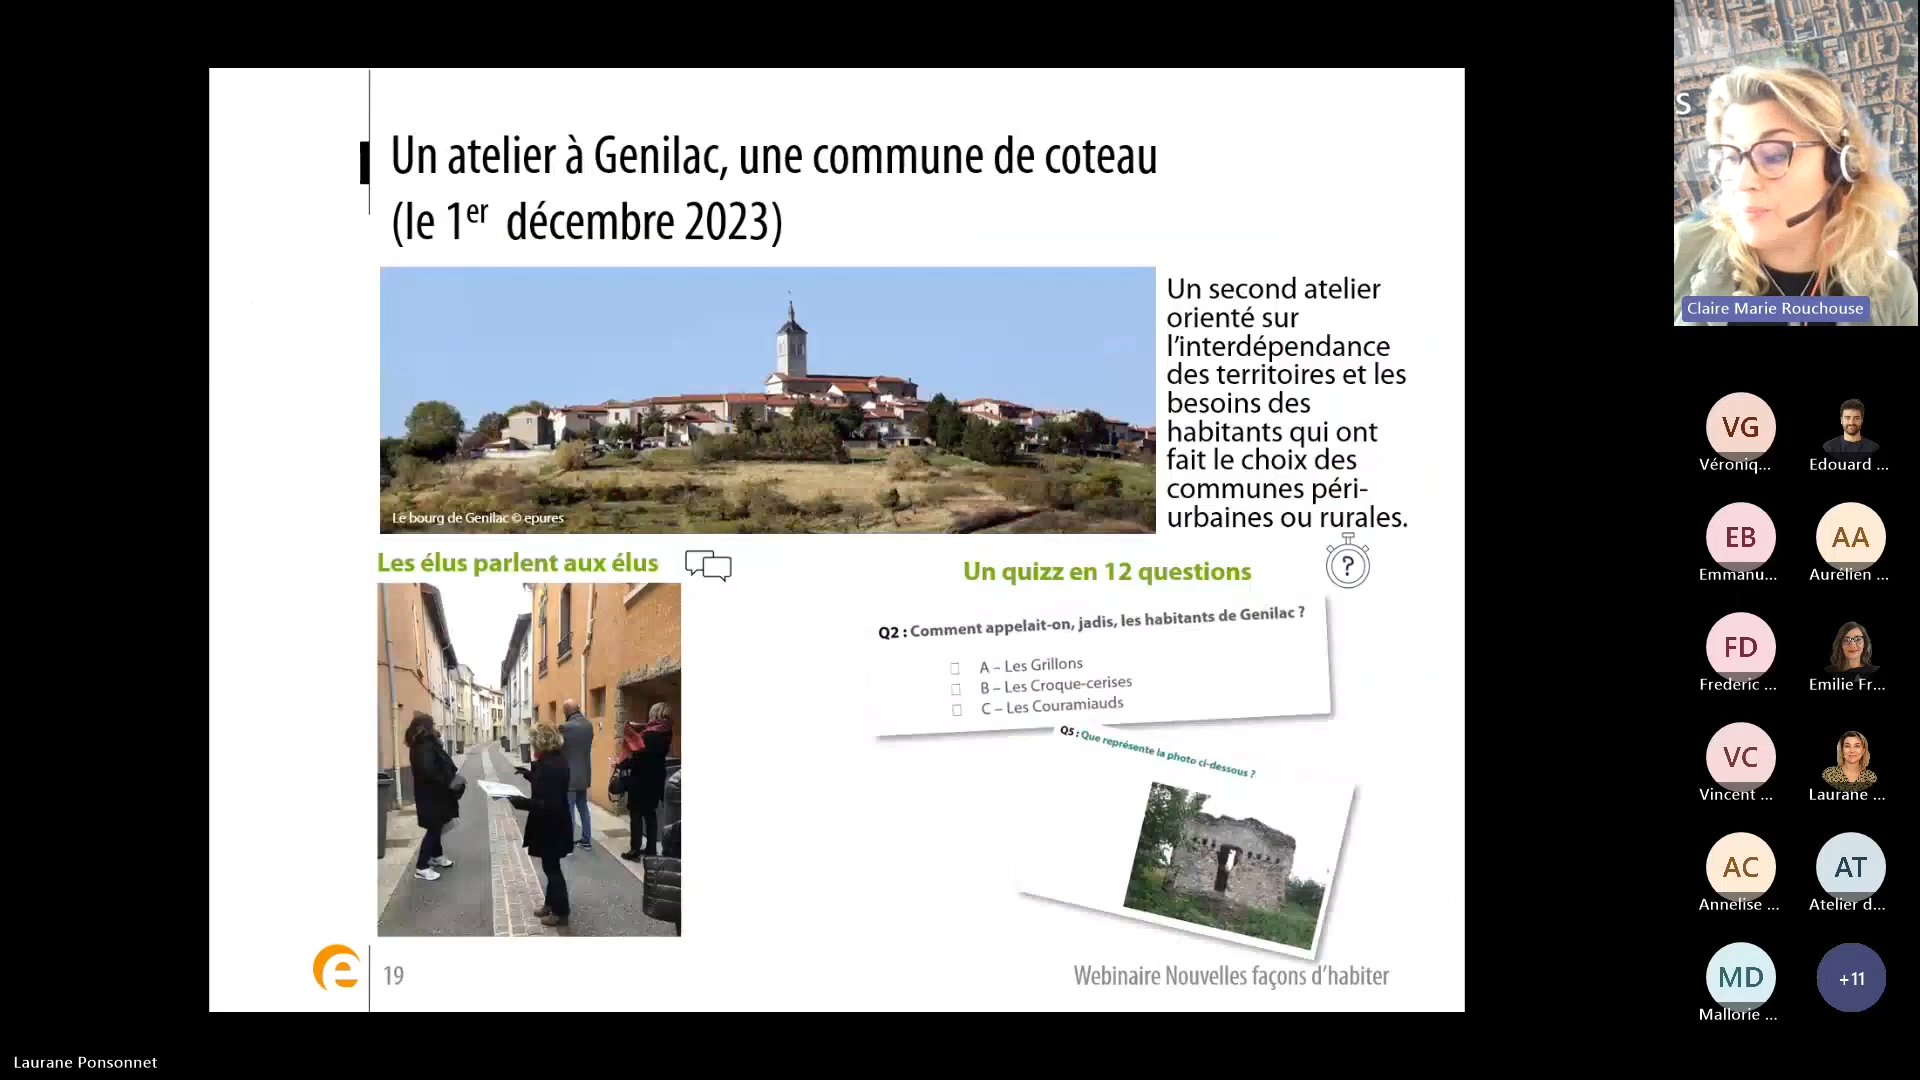 Un atelier à Genilac, une commune de coteau
(le 1er décembre 2023)
Un second atelier
orienté sur
l'interdépendance
des territoires et les
besoins des
habitants qui ont
fait le choix des
communes péri-
urbaines ou rurales.
Le bourg de Genilac © epures
Les élus parlent aux élus
Un quizz en 12 questions
?
Q2 : Comment appelait-on, jadis, les habitants de Genilac ?
A – Les Grillons
B – Les Croque-cerises
C – Les Couramiauds
Q5 : Que représente la photo ci-dessous ?
e
19
Webinaire Nouvelles façons d'habiter
S
Claire Marie Rouchouse
VG
Véroniq...
Edouard ...
EB
Emmanu...
AA
Aurélien ...
FD
Frederic ...
Emilie Fr...
VC
Vincent ...
Laurane ...
AC
Annelise ...
AT
Atelier d...
MD
Mallorie ...
+11
Laurane Ponsonnet